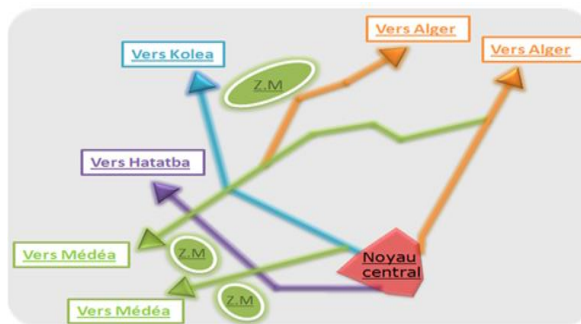 Vers Alger
Vers Alger
Vers Kolea
Z.M
Vers Hatatba
Vers Médéa
Z.M
Noyau
central
Z.M
Vers Médéa